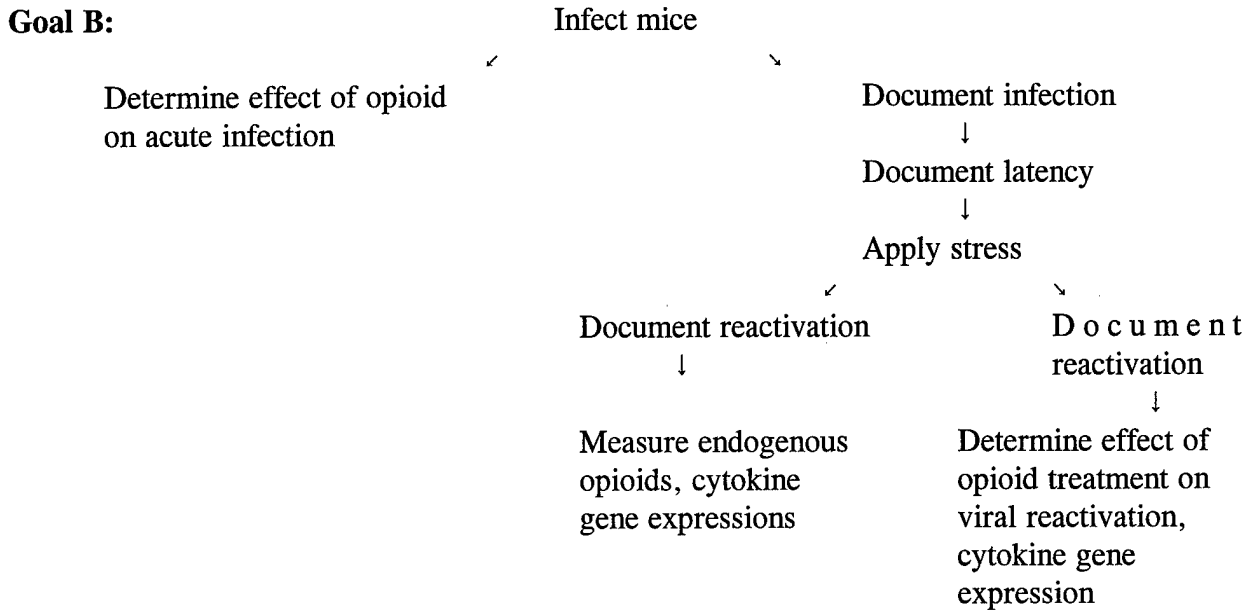 Goal B:
Infect mice
↙ ↘
Determine effect of opioid
on acute infection
Document infection
↓
Document latency
↓
Apply stress
↙ ↘
Document reactivation
↓
Measure endogenous
opioids, cytokine
gene expressions
D o c u m e n t
reactivation
↓
Determine effect of
opioid treatment on
viral reactivation,
cytokine gene
expression